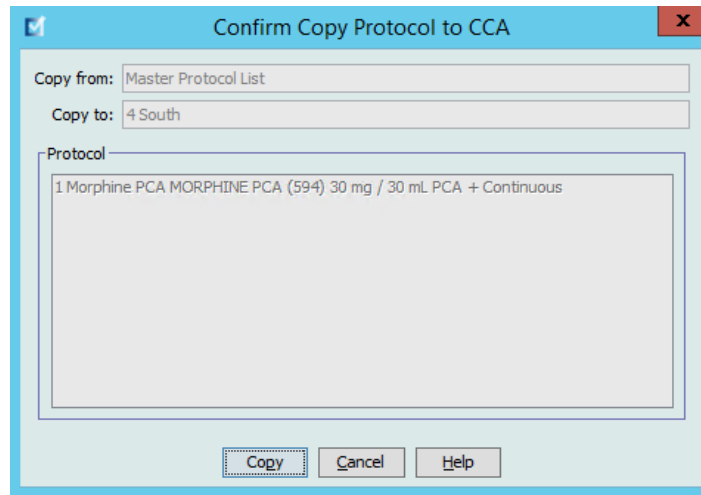 Confirm Copy Protocol to CCA
x
Copy from: Master Protocol List
Copy to: 4 South
Protocol
1 Morphine PCA MORPHINE PCA (594) 30 mg / 30 mL PCA + Continuous
Copy Cancel Help